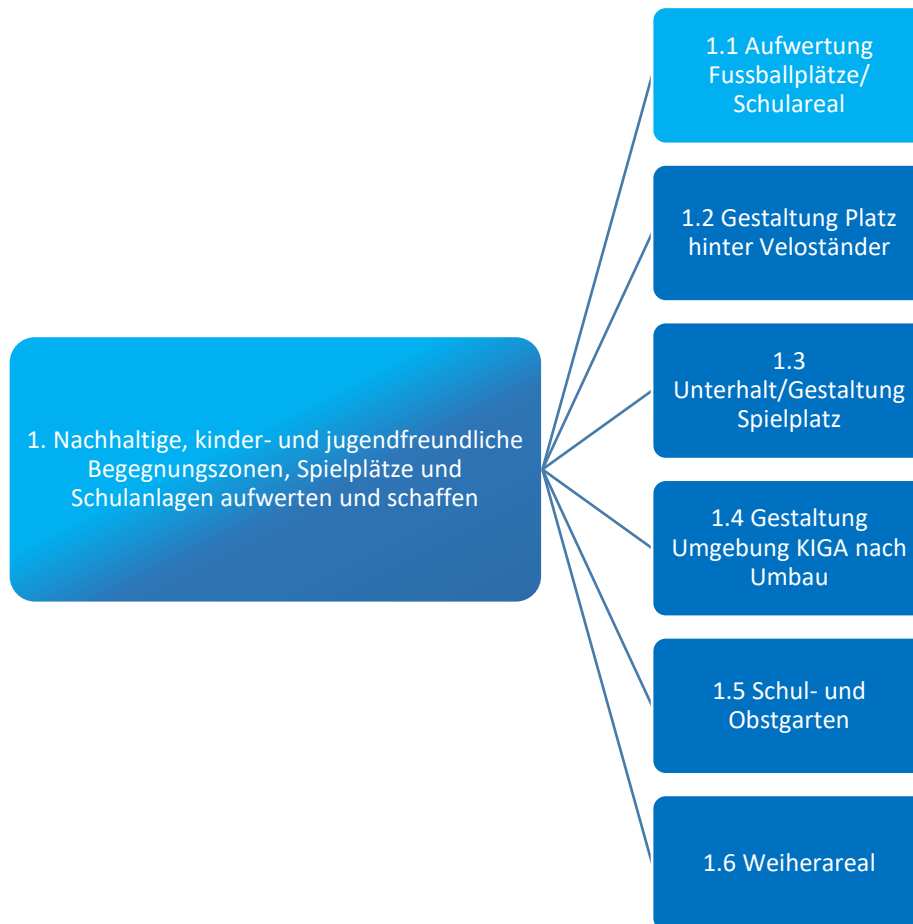 1. Nachhaltige, kinder- und jugendfreundliche
Begegnungszonen, Spielplätze und
Schulanlagen aufwerten und schaffen
1.1 Aufwertung
Fussballplätze/
Schulareal
1.2 Gestaltung Platz
hinter Veloständer
1.3
Unterhalt/Gestaltung
Spielplatz
1.4 Gestaltung
Umgebung KIGA nach
Umbau
1.5 Schul- und
Obstgarten
1.6 Weiherareal